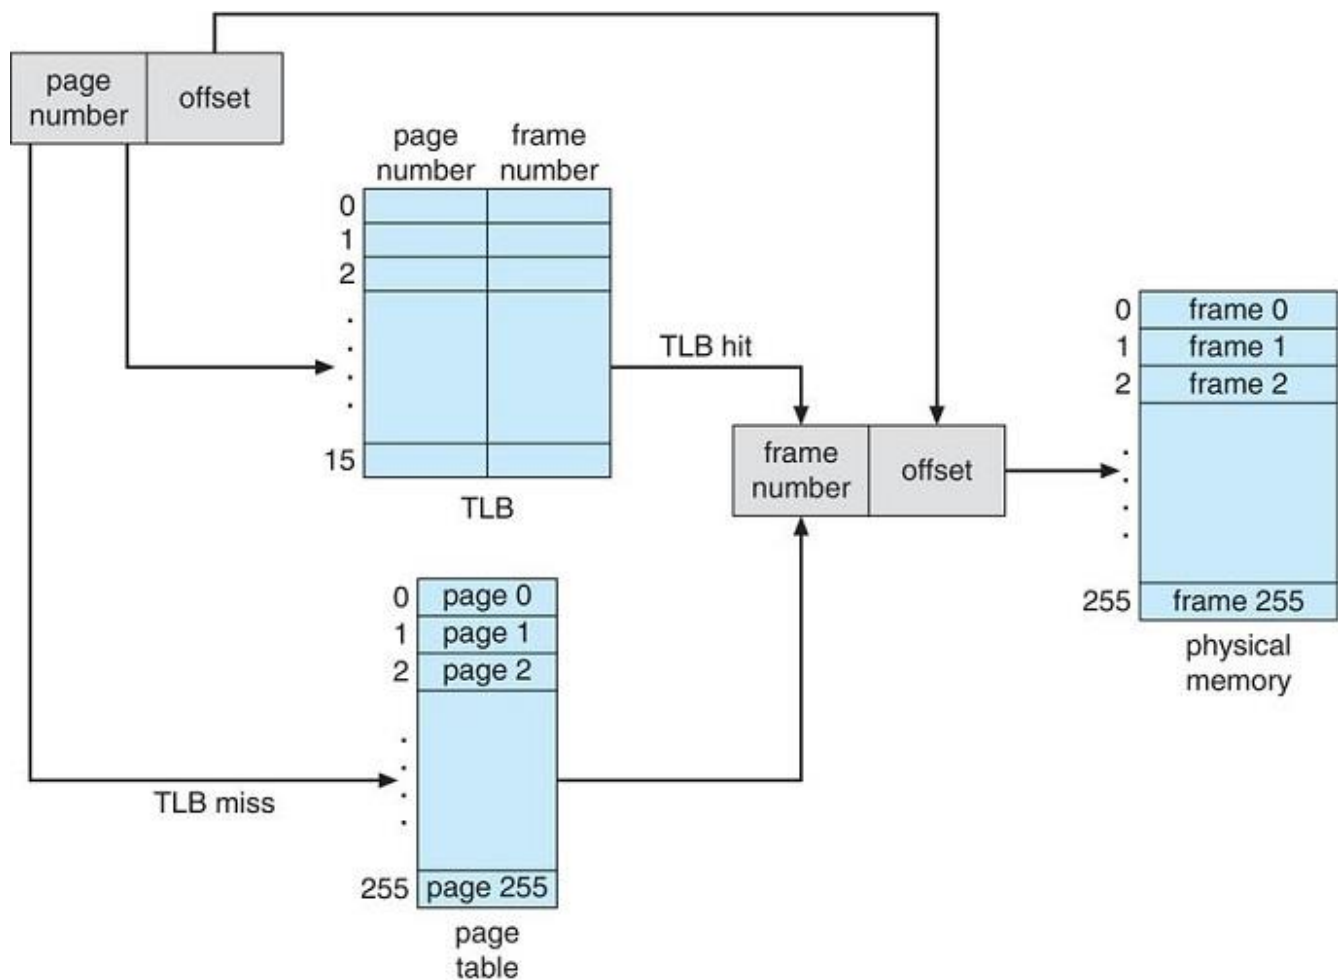 page
number
offset
page
number
frame
number
0
1
2
15
TLB
TLB hit
frame
number
offset
0 frame 0
1 frame 1
2 frame 2
255 frame 255
physical
memory
0 page 0
1 page 1
2 page 2
TLB miss
255 page 255
page
table